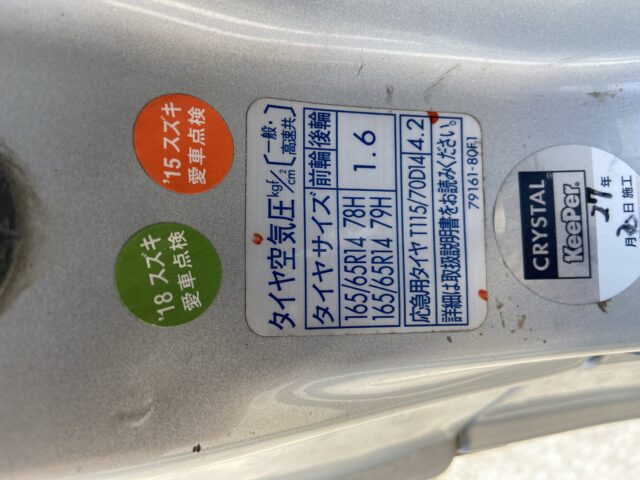 '15 スズキ
愛車点検
'18 スズキ
愛車点検
タイヤ空気圧 kgf/cm² [一般・高速共]
タイヤサイズ 前輪 後輪
165/65R14 78H
165/65R14 79H
1.6
応急用タイヤ T115/70D14 4.2
詳細は取扱説明書をお読みください。
79161-80F1
CRYSTAL
KeePer
27年
月 日施工